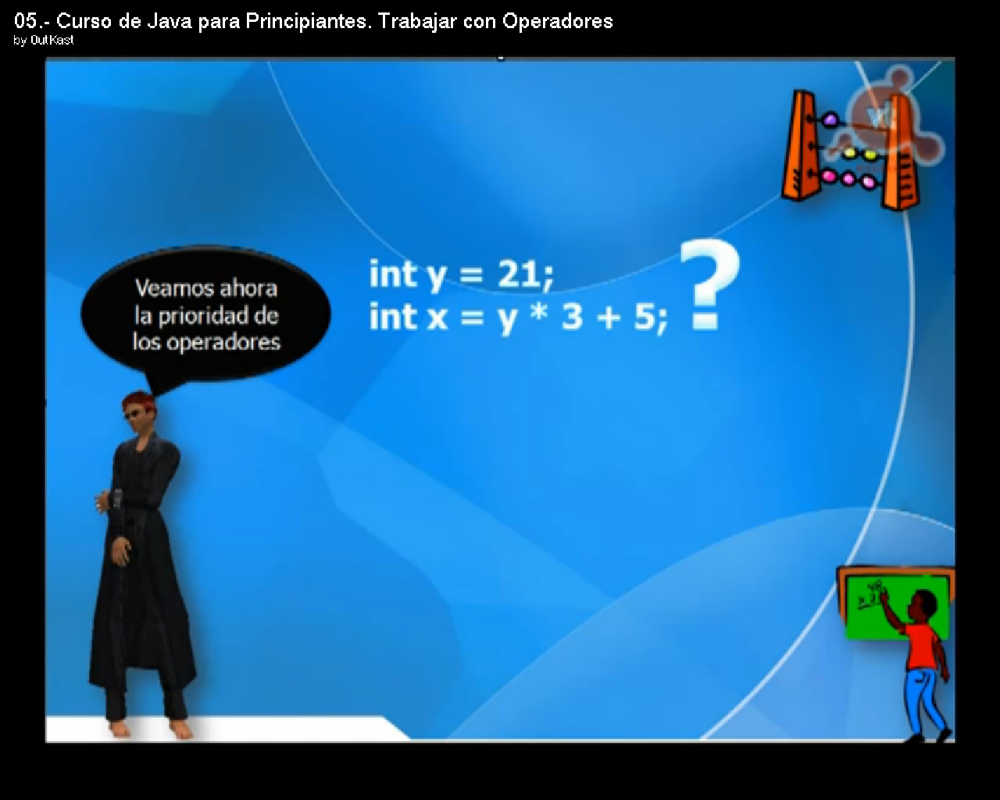 05.- Curso de Java para Principiantes. Trabajar con Operadores
by OutKast
Veamos ahora
la prioridad de
los operadores
int y = 21;
int x = y * 3 + 5;
?